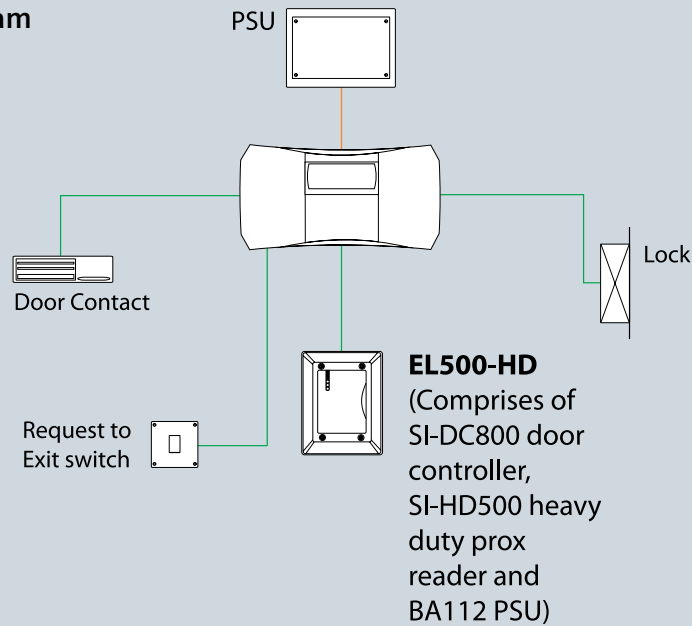 PSU
Door Contact
Lock
Request to
Exit switch
EL500-HD
(Comprises of
SI-DC800 door
controller,
SI-HD500 heavy
duty prox
reader and
BA112 PSU)